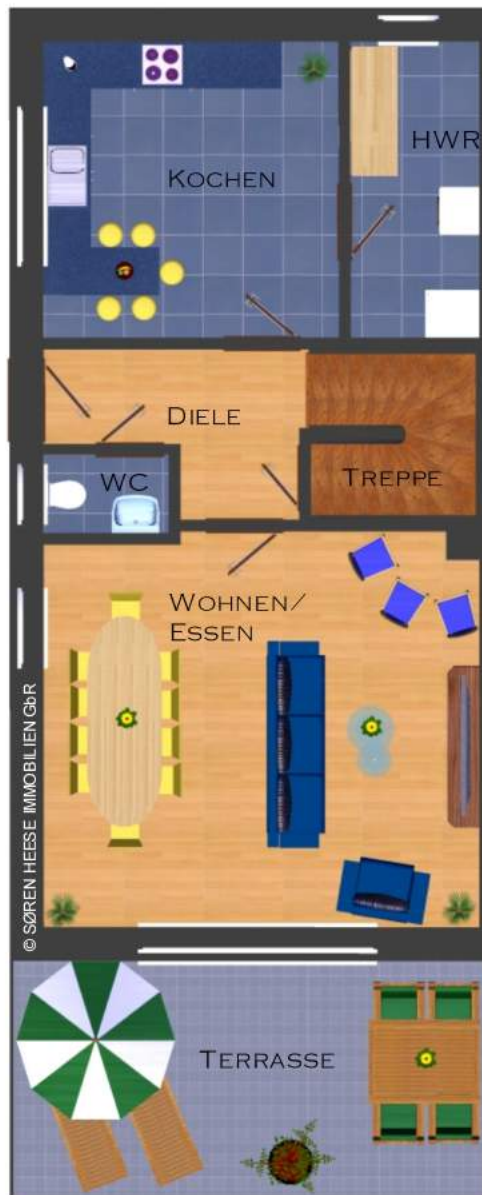 HWR
KOCHEN
DIELE
WC
TREPPE
WOHNEN/
ESSEN
© SØREN HEESE IMMOBILIEN GbR
TERRASSE